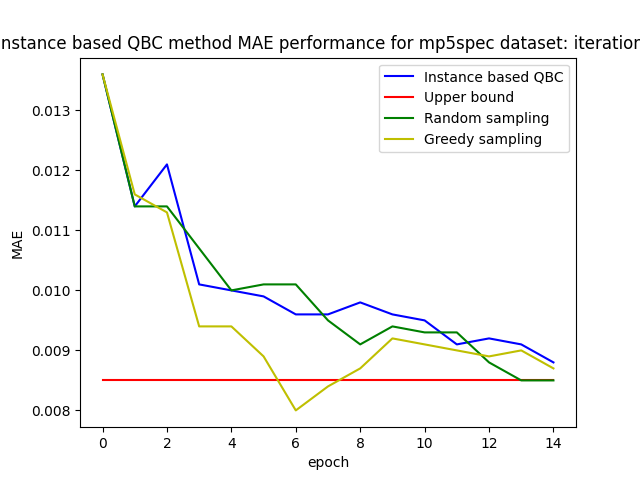 nstance based QBC method MAE performance for mp5spec dataset: iteration
Instance based QBC
Upper bound
Random sampling
Greedy sampling
0.013
0.012
0.011
0.010
0.009
0.008
MAE
0 2 4 6 8 10 12 14
epoch